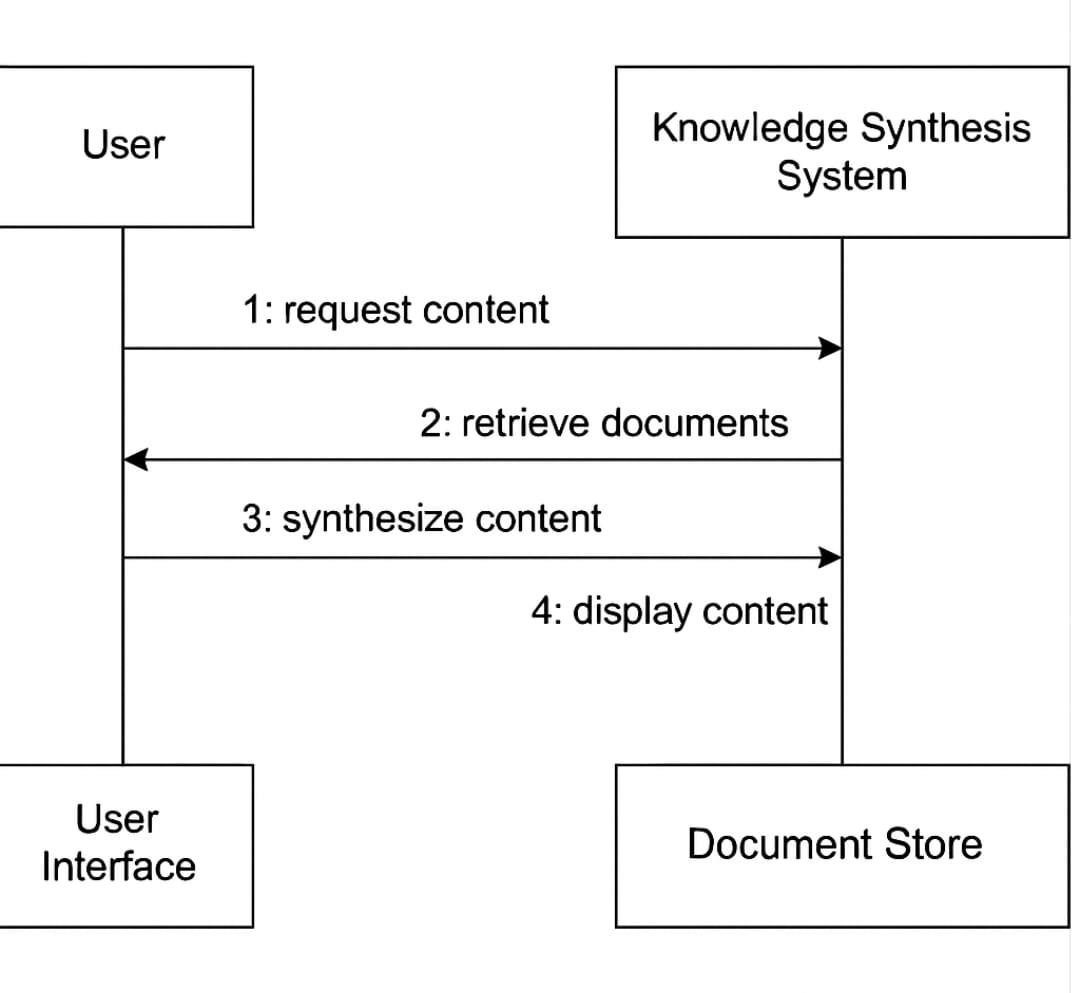 User
Knowledge Synthesis
System
1: request content
2: retrieve documents
3: synthesize content
4: display content
User
Interface
Document Store